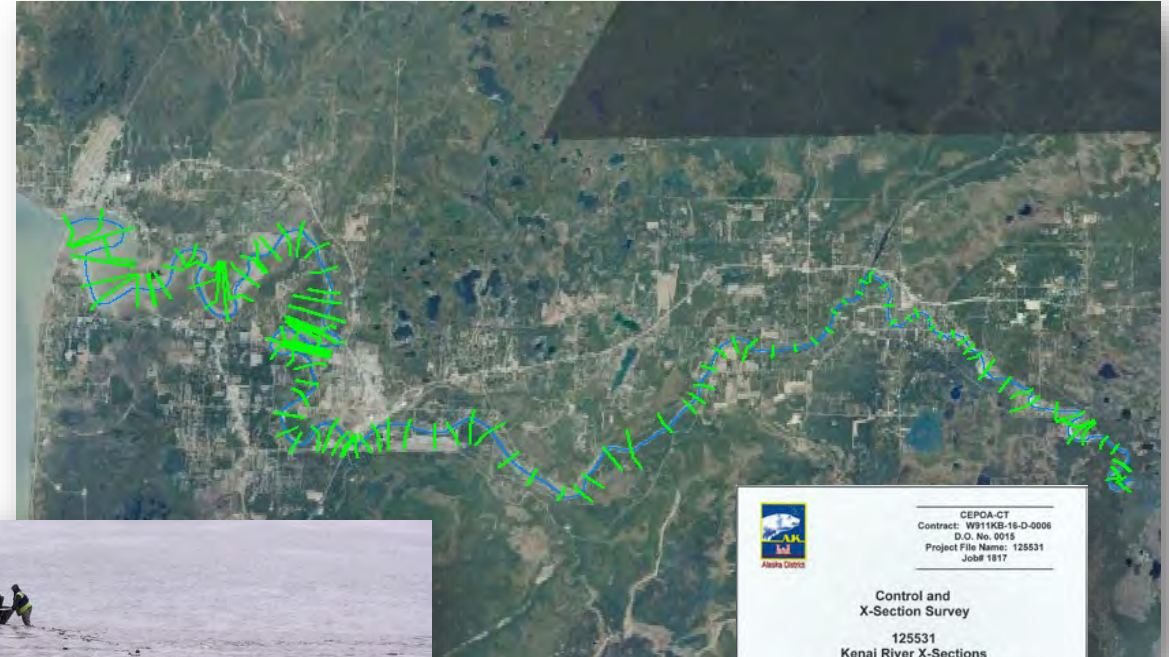 AK
Alaska District
CEPOA-CT
Contract: W911KB-16-D-0006
D.O. No. 0015
Project File Name: 125531
Job# 1817
Control and
X-Section Survey
125531
Kenai River X-Sections